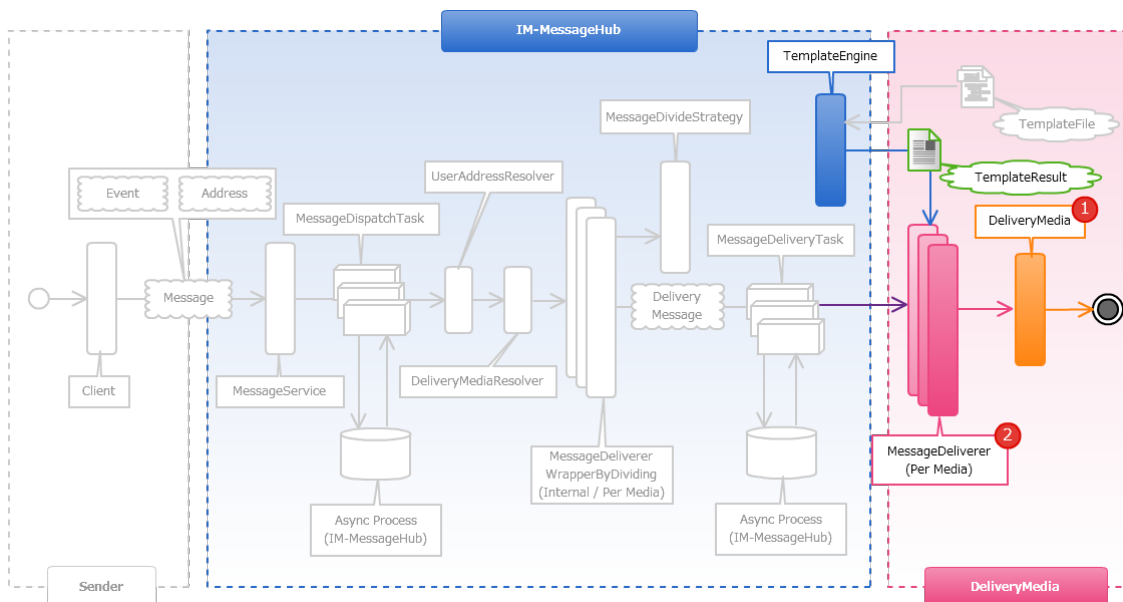 IM-MessageHub
TemplateEngine
TemplateFile
MessageDivideStrategy
TemplateResult
UserAddressResolver
Event
Address
MessageDispatchTask
DeliveryMedia
1
MessageDeliveryTask
Message
Delivery
Message
Client
MessageService
DeliveryMediaResolver
2
MessageDeliverer
(Per Media)
MessageDeliverer
WrapperByDividing
(Internal / Per Media)
Async Process
(IM-MessageHub)
Async Process
(IM-MessageHub)
Sender
DeliveryMedia